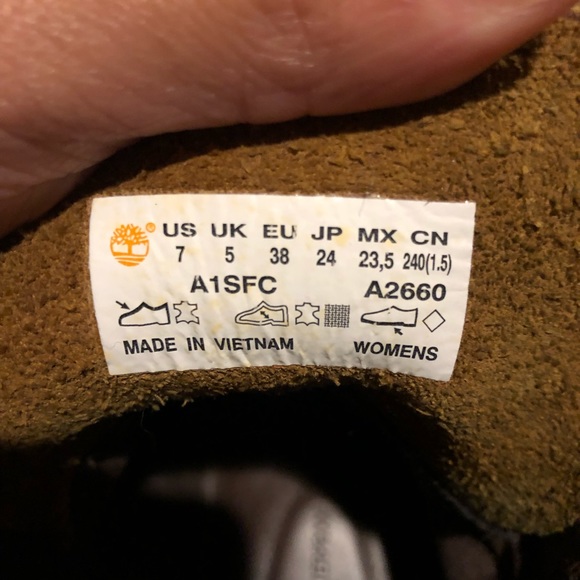 ® US UK EU JP MX CN
7 5 38 24 23,5 240(1.5)
A1SFC A2660
MADE IN VIETNAM WOMENS